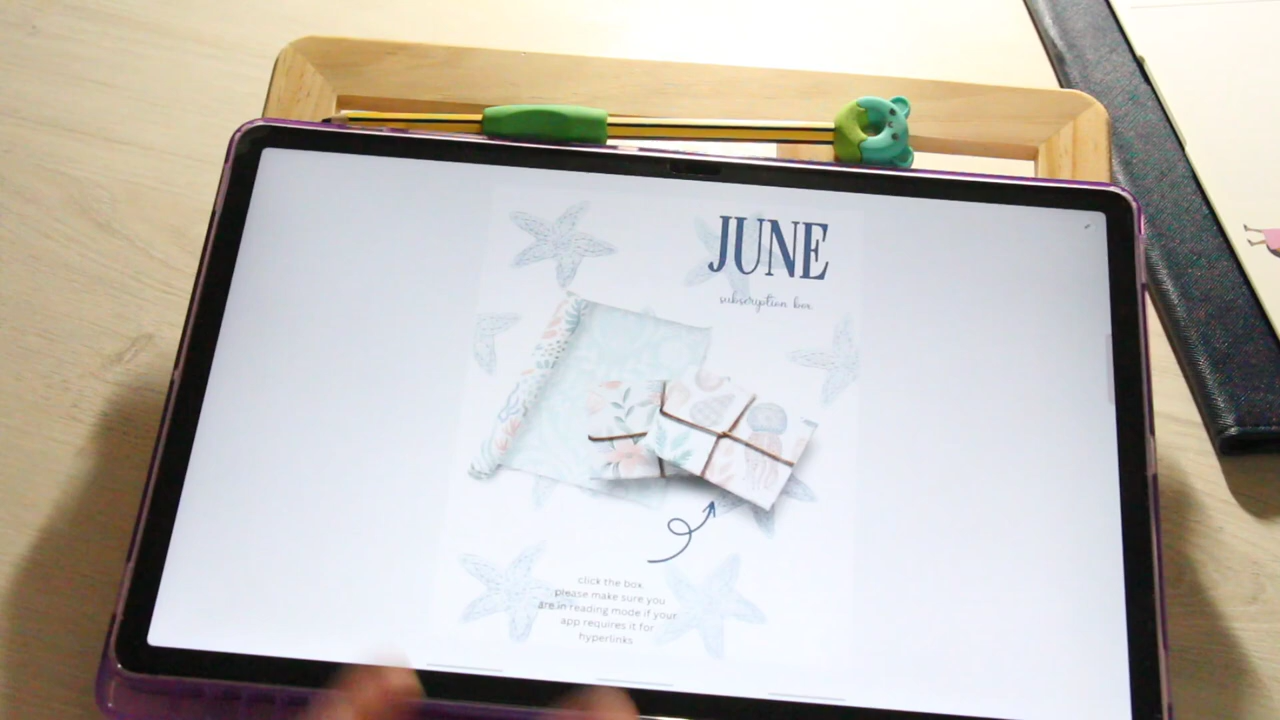 JUNE
subscription box
click the box
please make sure you
are in reading mode if your
app requires it for
hyperlinks